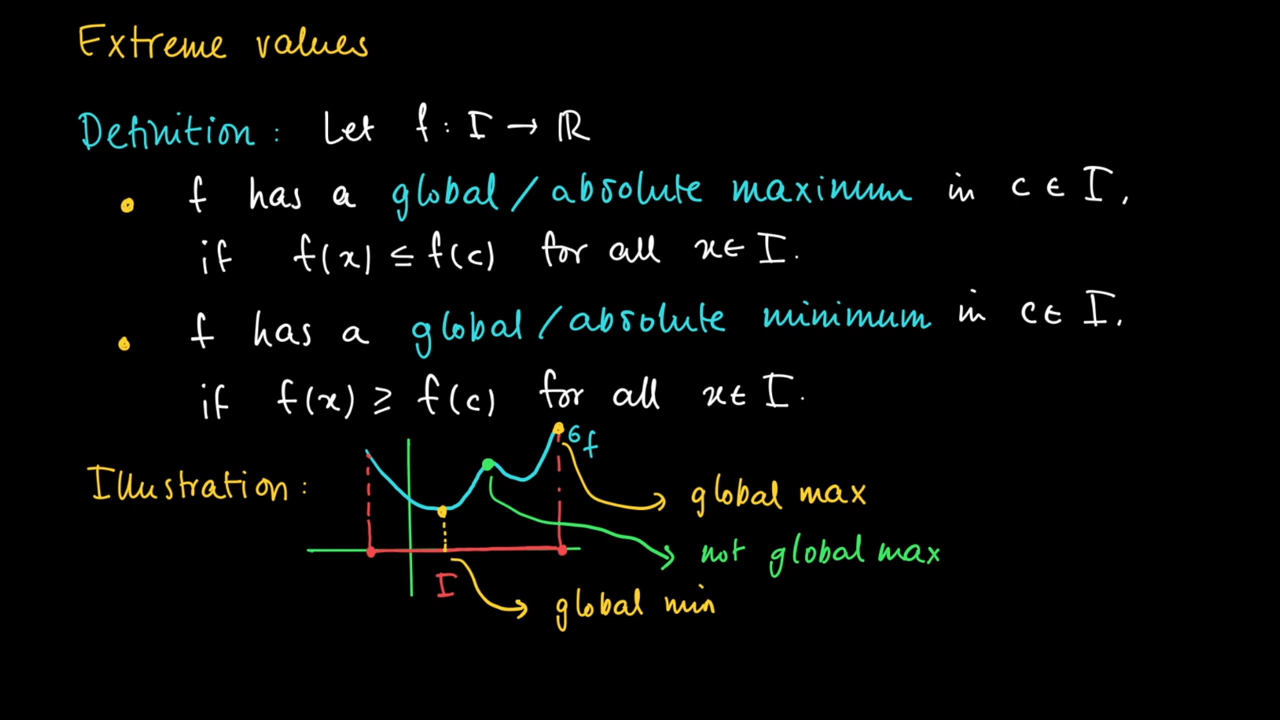 Extreme values
Definition: Let f: I → ℝ
• f has a global/absolute maximum in c ∈ I,
if f(x) ≤ f(c) for all x ∈ I.
• f has a global/absolute minimum in c ∈ I,
if f(x) ≥ f(c) for all x ∈ I.
Illustration:
f
global max
not global max
I
global min